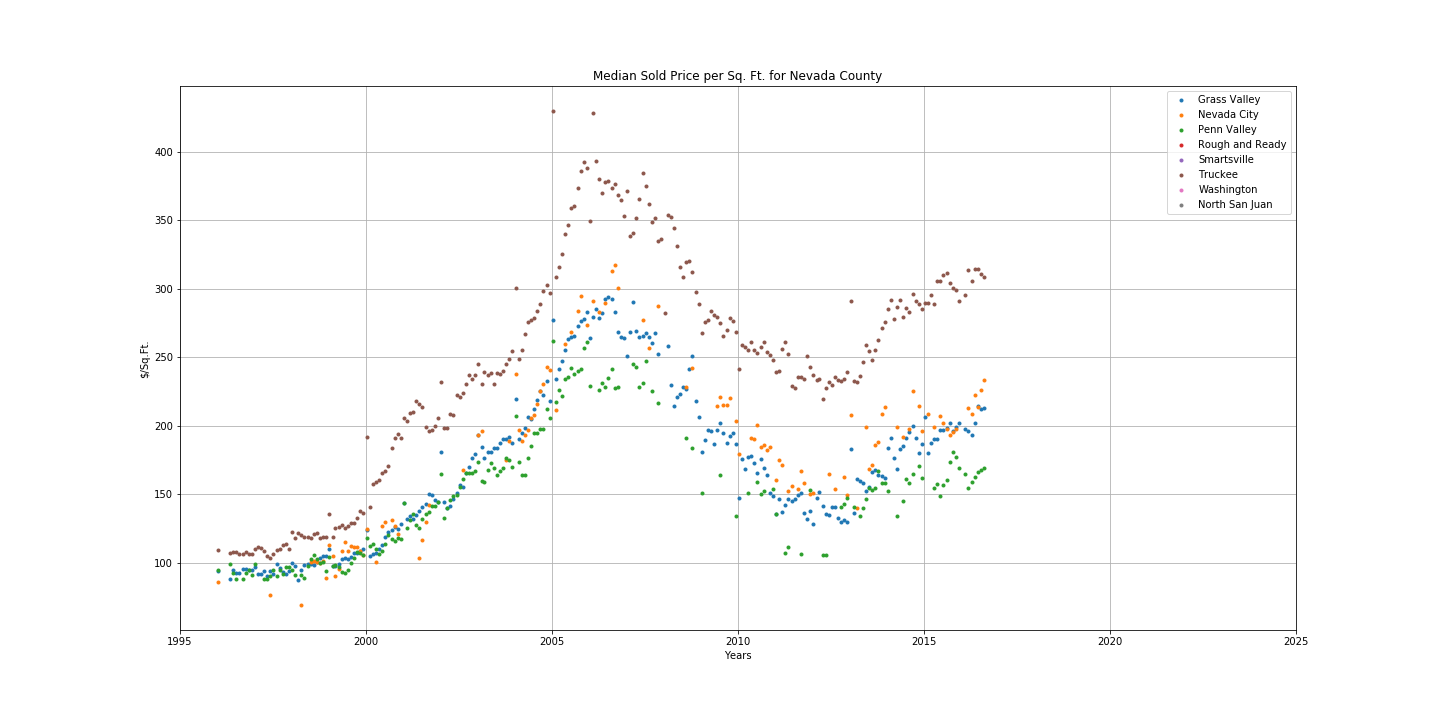 Median Sold Price per Sq. Ft. for Nevada County
Grass Valley
Nevada City
Penn Valley
Rough and Ready
Smartsville
Truckee
Washington
North San Juan
400
350
300
250
200
150
100
$/Sq.Ft.
1995 2000 2005 2010 2015 2020 2025
Years